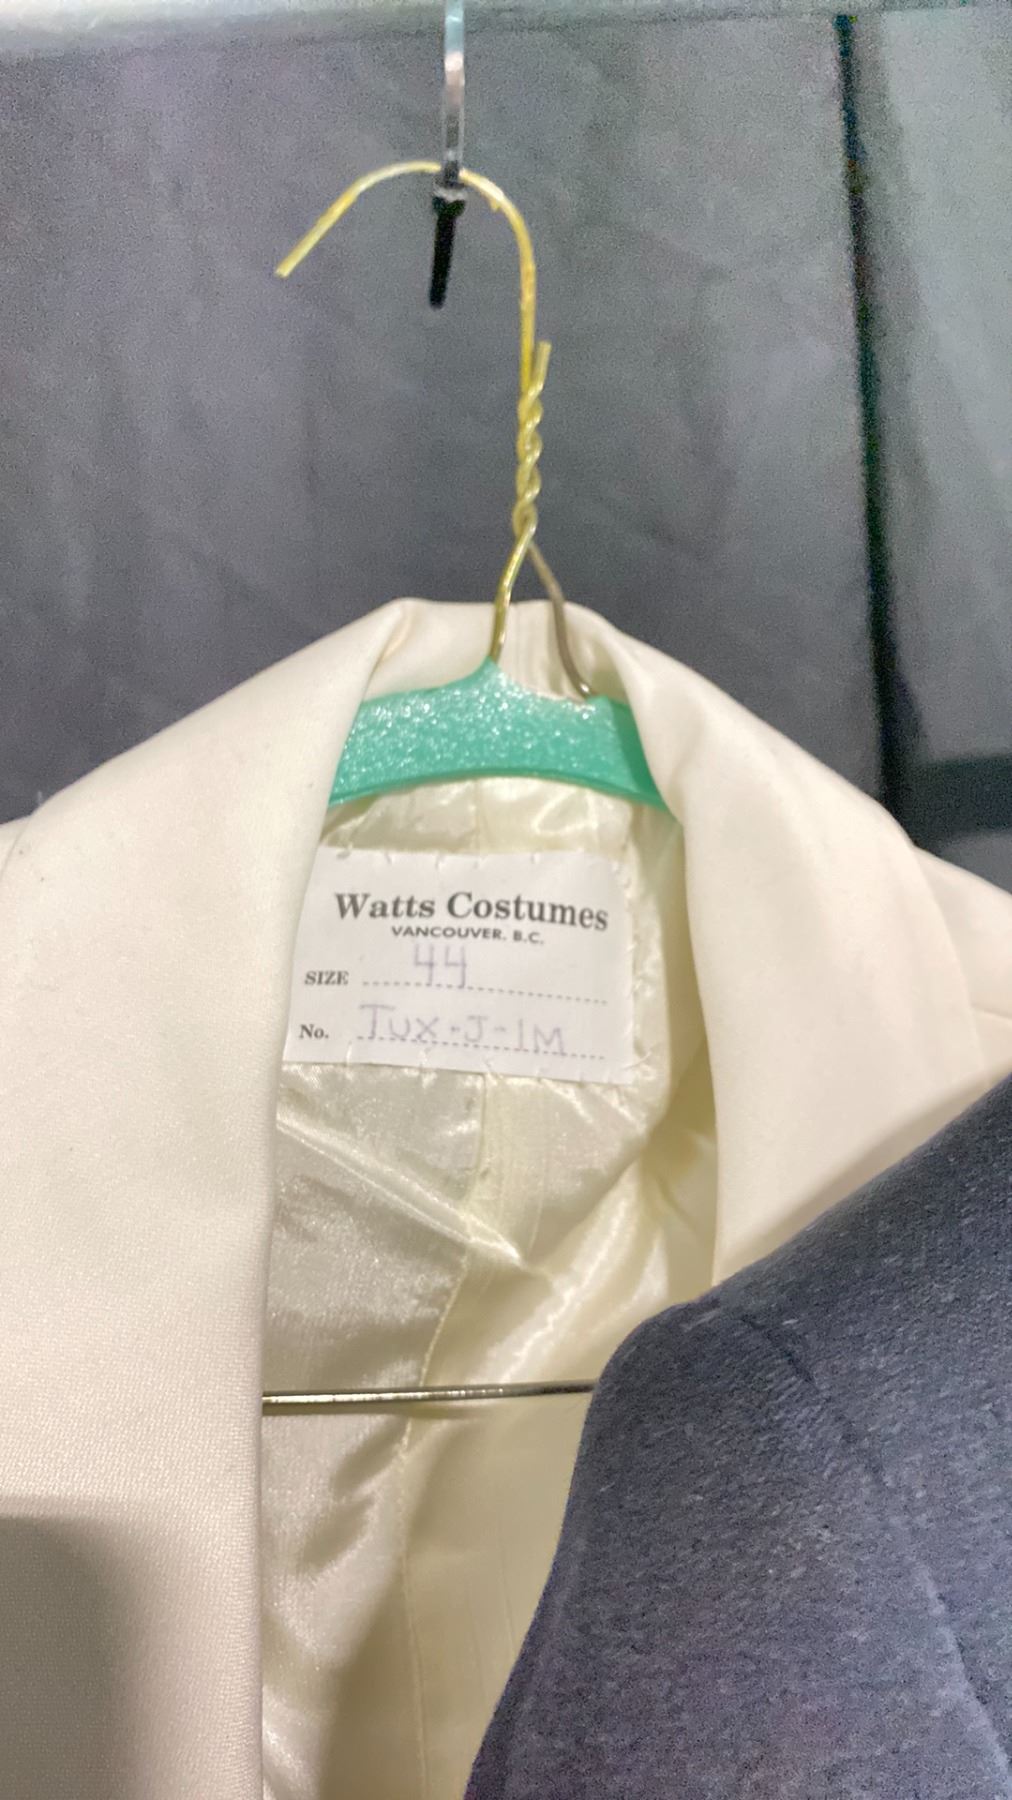 Watts Costumes
VANCOUVER, B.C.
SIZE 44
No. TUX-J-1M